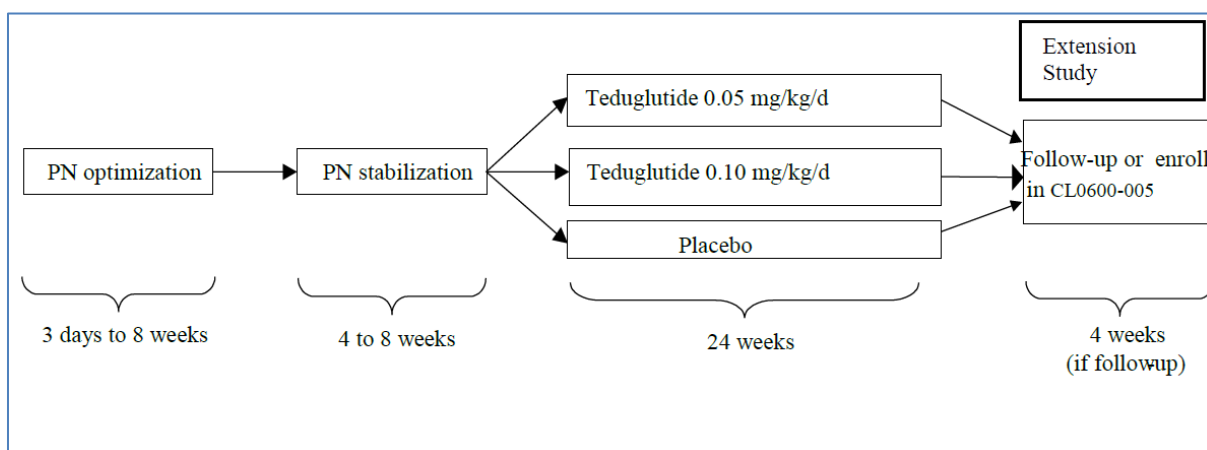 Extension
Study
Teduglutide 0.05 mg/kg/d
PN optimization
PN stabilization
Teduglutide 0.10 mg/kg/d
Follow-up or enroll
in CL0600-005
Placebo
3 days to 8 weeks
4 to 8 weeks
24 weeks
4 weeks
(if follow-up)